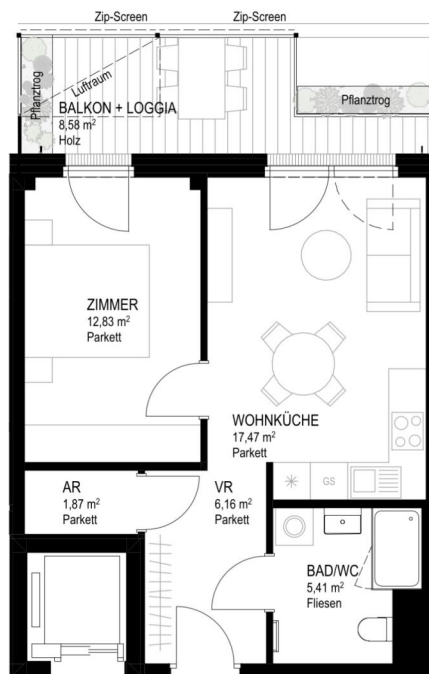 Zip-Screen
Zip-Screen
Pflanztrog
Luftraum
BALKON + LOGGIA
8,58 m²
Holz
Pflanztrog
ZIMMER
12,83 m²
Parkett
WOHNKÜCHE
17,47 m²
Parkett
AR
1,87 m²
Parkett
VR
6,16 m²
Parkett
GS
BAD/WC
5,41 m²
Fliesen